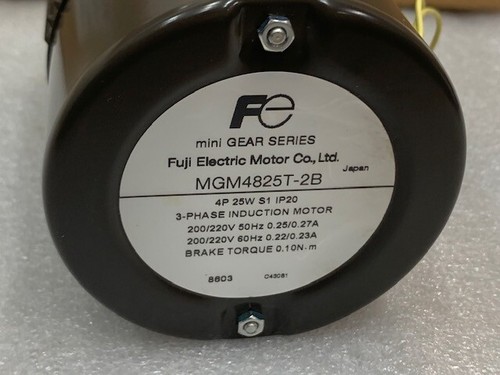 Fe
mini GEAR SERIES
Fuji Electric Motor Co., Ltd.
Japan
MGM4825T-2B
4P 25W S1 IP20
3-PHASE INDUCTION MOTOR
200/220V 50Hz 0.25/0.27A
200/220V 60Hz 0.22/0.23A
BRAKE TORQUE 0.10N·m
8603 C43081